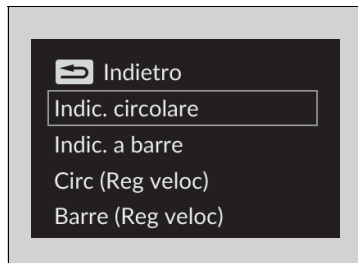 Indietro
Indic. circolare
Indic. a barre
Circ (Reg veloc)
Barre (Reg veloc)